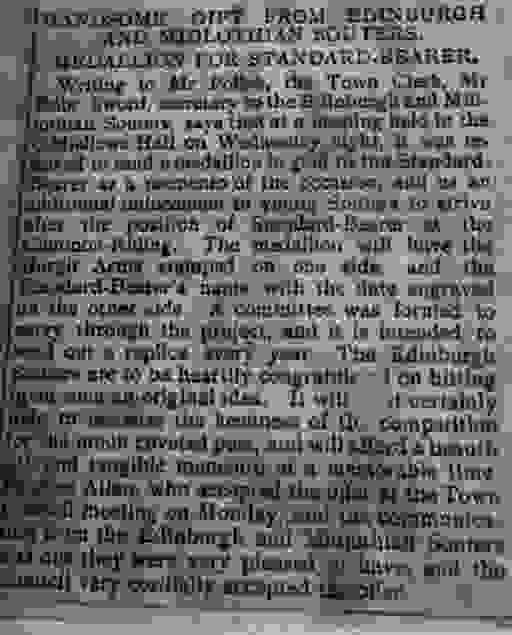 HANDSOME GIFT FROM EDINBURGH
AND MIDLOTHIAN SOUTERS.
MEDALLION FOR STANDARD-BEARER.
Writing to Mr Pollok, the Town Clerk, Mr
Sword, secretary to the Edinburgh and Mid-
lothian Souters, says that at a meeting held in the
Hall on Wednesday night, it was re-
solved to send a medallion in gold to the Standard-
Bearer as a memento of the occasion, and as an
additional inducement to young Souters to strive
after the position of Standard-Bearer at the
Common-Riding. The medallion will have the
Burgh Arms engraved on one side and the
Standard-Bearer's name with the date engraved
on the other side. A committee was formed to
carry through the project, and it is intended to
send out a replica every year. The Edinburgh
Souters are to be heartily on hitting
upon such an original idea. It will certainly
to increase the keenness of the competition
for the much coveted post, and will afford a
and tangible memento of a memorable time
Allan, who accepted the gift at the Town
meeting on Monday, said the communica-
from the Edinburgh and Midlothian Souters
was one they were very pleased to have, and the
very cordially accepted offer.